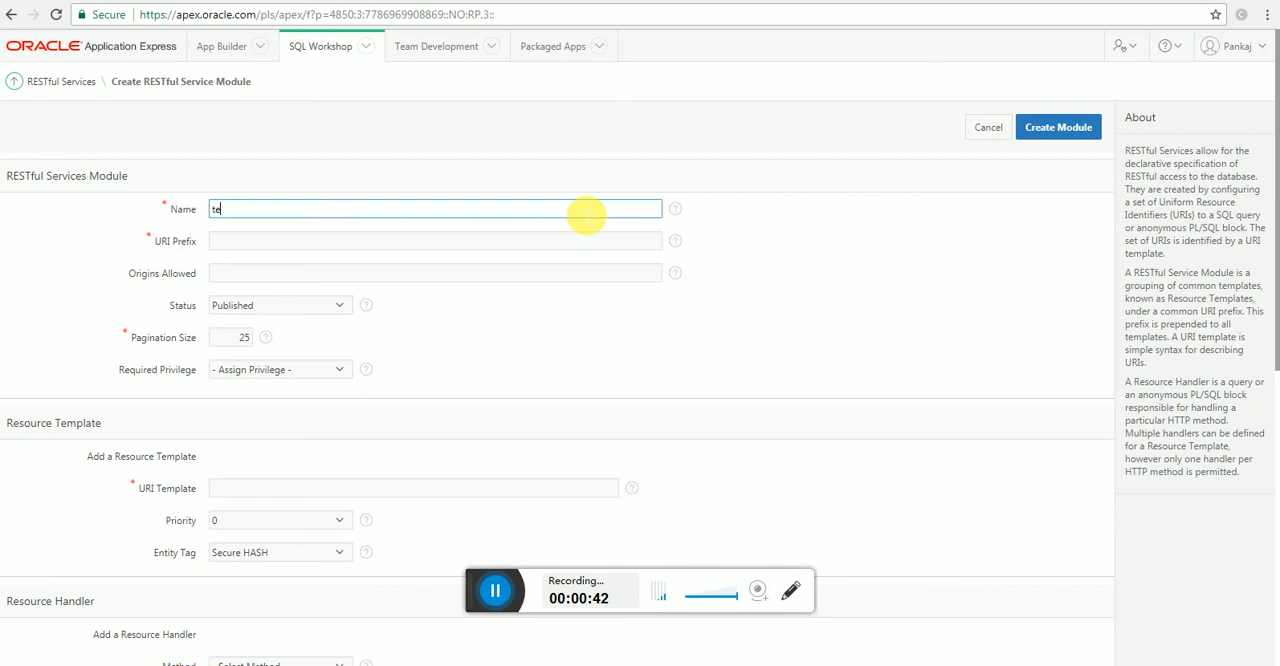 Secure https://apex.oracle.com/pls/apex/f?p=4850:3:7786969908869::NO:RP,3::
ORACLE Application Express App Builder SQL Workshop Team Development Packaged Apps ? Pankaj
RESTful Services \ Create RESTful Service Module
Cancel Create Module
About
RESTful Services allow for the
declarative specification of
RESTful access to the database.
They are created by configuring
a set of Uniform Resource
Identifiers (URIs) to a SQL query
or anonymous PL/SQL block. The
set of URIs is identified by a URI
template.
A RESTful Service Module is a
grouping of common templates,
known as Resource Templates,
under a common URI prefix. This
prefix is prepended to all
templates. A URI template is
simple syntax for describing
URIs.
A Resource Handler is a query or
an anonymous PL/SQL block
responsible for handling a
particular HTTP method.
Multiple handlers can be defined
for a Resource Template,
however only one handler per
HTTP method is permitted.
RESTful Services Module
* Name te ?
* URI Prefix ?
Origins Allowed ?
Status Published ?
* Pagination Size 25 ?
Required Privilege - Assign Privilege - ?
Resource Template
Add a Resource Template
* URI Template ?
Priority 0 ?
Entity Tag Secure HASH ?
Resource Handler
Add a Resource Handler
Method - Select Method - ?
Recording...
00:00:42